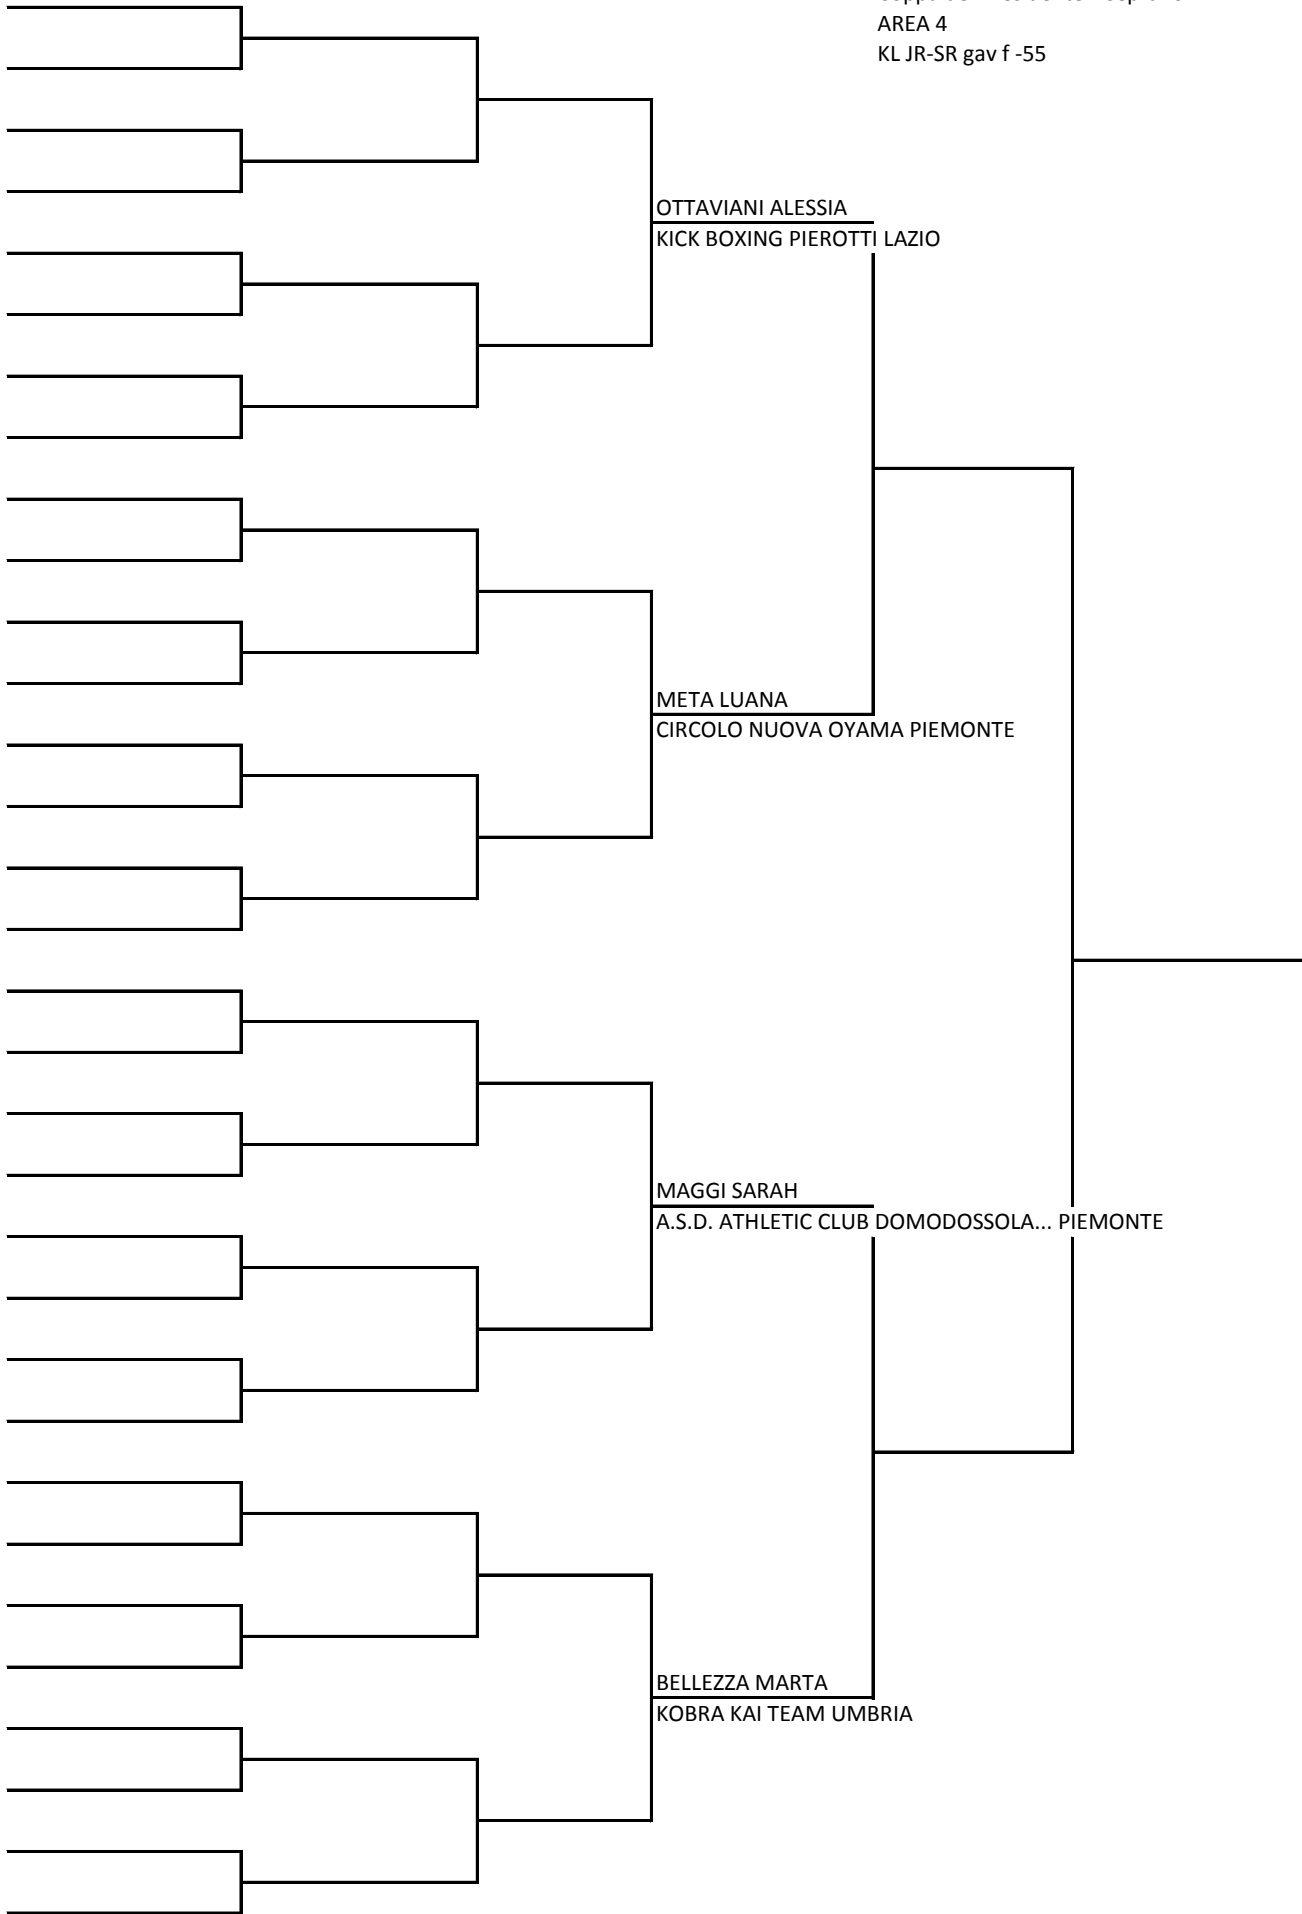 AREA 4
KL JR-SR gav f -55
OTTAVIANI ALESSIA
KICK BOXING PIEROTTI LAZIO
META LUANA
CIRCOLO NUOVA OYAMA PIEMONTE
MAGGI SARAH
A.S.D. ATHLETIC CLUB DOMODOSSOLA... PIEMONTE
BELLEZZA MARTA
KOBRA KAI TEAM UMBRIA